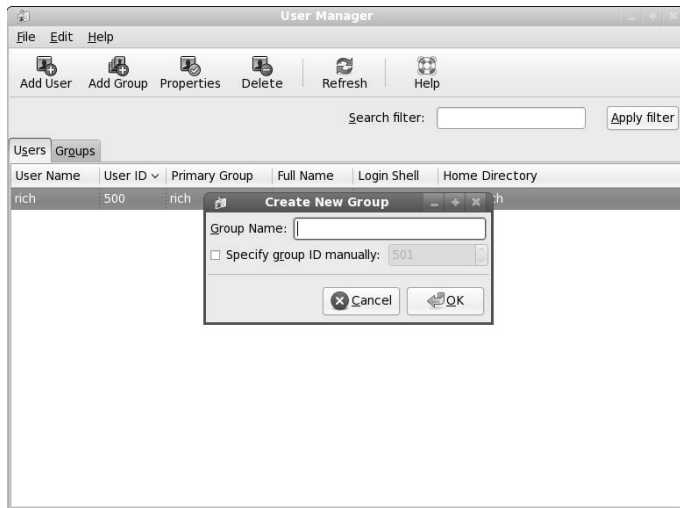 User Manager
File Edit Help
Add User Add Group Properties Delete Refresh Help
Search filter: Apply filter
Users Groups
User Name User ID Primary Group Full Name Login Shell Home Directory
rich 500 rich
Create New Group
Group Name:
Specify group ID manually: 501
Cancel OK